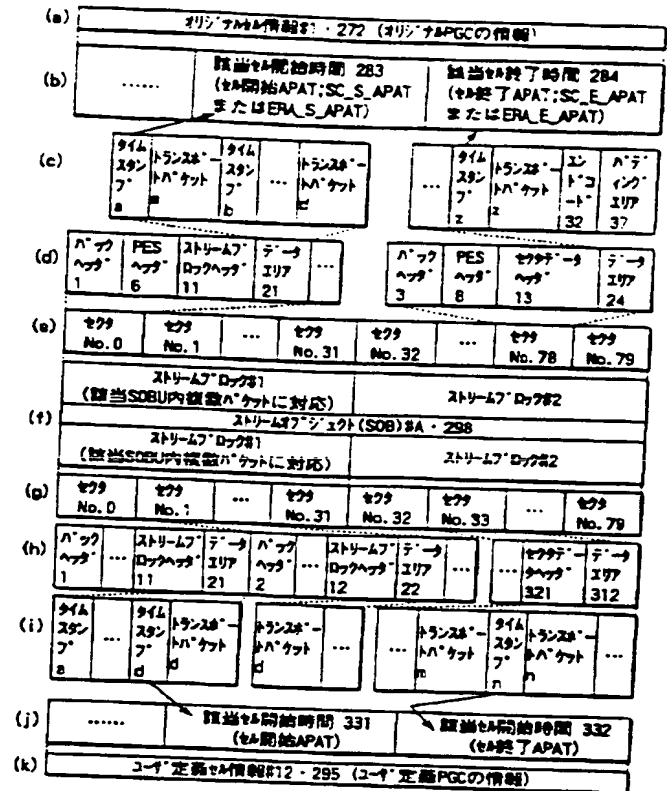 (a) オリジナルセル情報#1・272 (オリジナルPGCの情報)
(b) ...... 該当セル開始時間 283 該当セル終了時間 284
(セル開始APAT;SC_S_APAT (セル終了APAT;SC_E_APAT
またはERA_S_APAT) またはERA_E_APAT)
(c) タイムスタンプ a トランスポートパケット a タイムスタンプ b ... トランスポートパケット d ... タイムスタンプ z トランスポートパケット z エンドコード 32 パディングエリア 37
(d) パックヘッダ 1 PESヘッダ 6 ストリームブロックヘッダ 11 データエリア 21 ... パックヘッダ 3 PESヘッダ 8 セクタデータヘッダ 13 データエリア 24
(e) セクタ No.0 セクタ No.1 ... セクタ No.31 セクタ No.32 ... セクタ No.78 セクタ No.79
ストリームブロック#1 ストリームブロック#2
(該当SOBU内複数パケットに対応)
(f) ストリームオブジェクト(SOB)#A・298
ストリームブロック#1 ストリームブロック#2
(該当SOBU内複数パケットに対応)
(g) セクタ No.0 セクタ No.1 ... セクタ No.31 セクタ No.32 セクタ No.33 ... セクタ No.79
(h) パックヘッダ 1 ... ストリームブロックヘッダ 11 データエリア 21 パックヘッダ 2 ... ストリームブロックヘッダ 12 データエリア 22 ... ... セクタデータヘッダ 321 データエリア 312
(i) タイムスタンプ a ... タイムスタンプ d トランスポートパケット d トランスポートパケット d ... ... トランスポートパケット m タイムスタンプ n トランスポートパケット n ...
(j) ...... 該当セル開始時間 331 該当セル開始時間 332
(セル開始APAT) (セル終了APAT)
(k) ユーザ定義セル情報#12・295 (ユーザ定義PGCの情報)